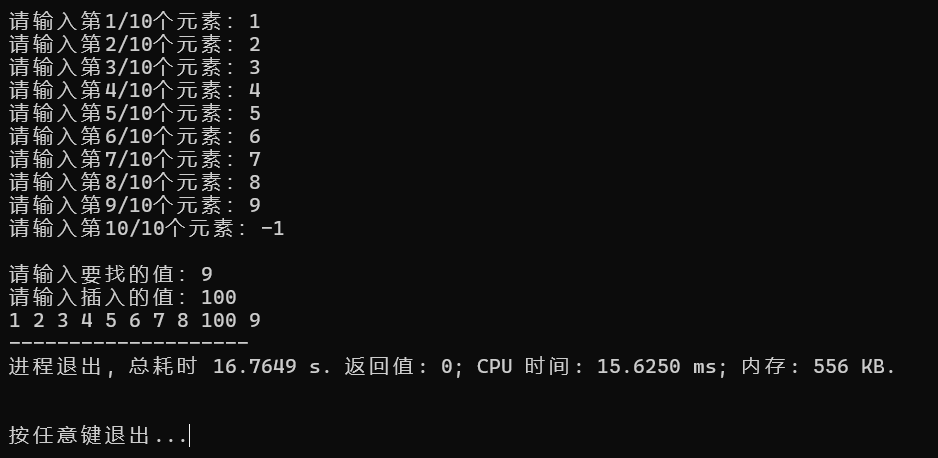 请输入第1/10个元素: 1
请输入第2/10个元素: 2
请输入第3/10个元素: 3
请输入第4/10个元素: 4
请输入第5/10个元素: 5
请输入第6/10个元素: 6
请输入第7/10个元素: 7
请输入第8/10个元素: 8
请输入第9/10个元素: 9
请输入第10/10个元素: -1
请输入要找的值: 9
请输入插入的值: 100
1 2 3 4 5 6 7 8 100 9
--------------------
进程退出, 总耗时 16.7649 s. 返回值: 0; CPU 时间: 15.6250 ms; 内存: 556 KB.
按任意键退出...